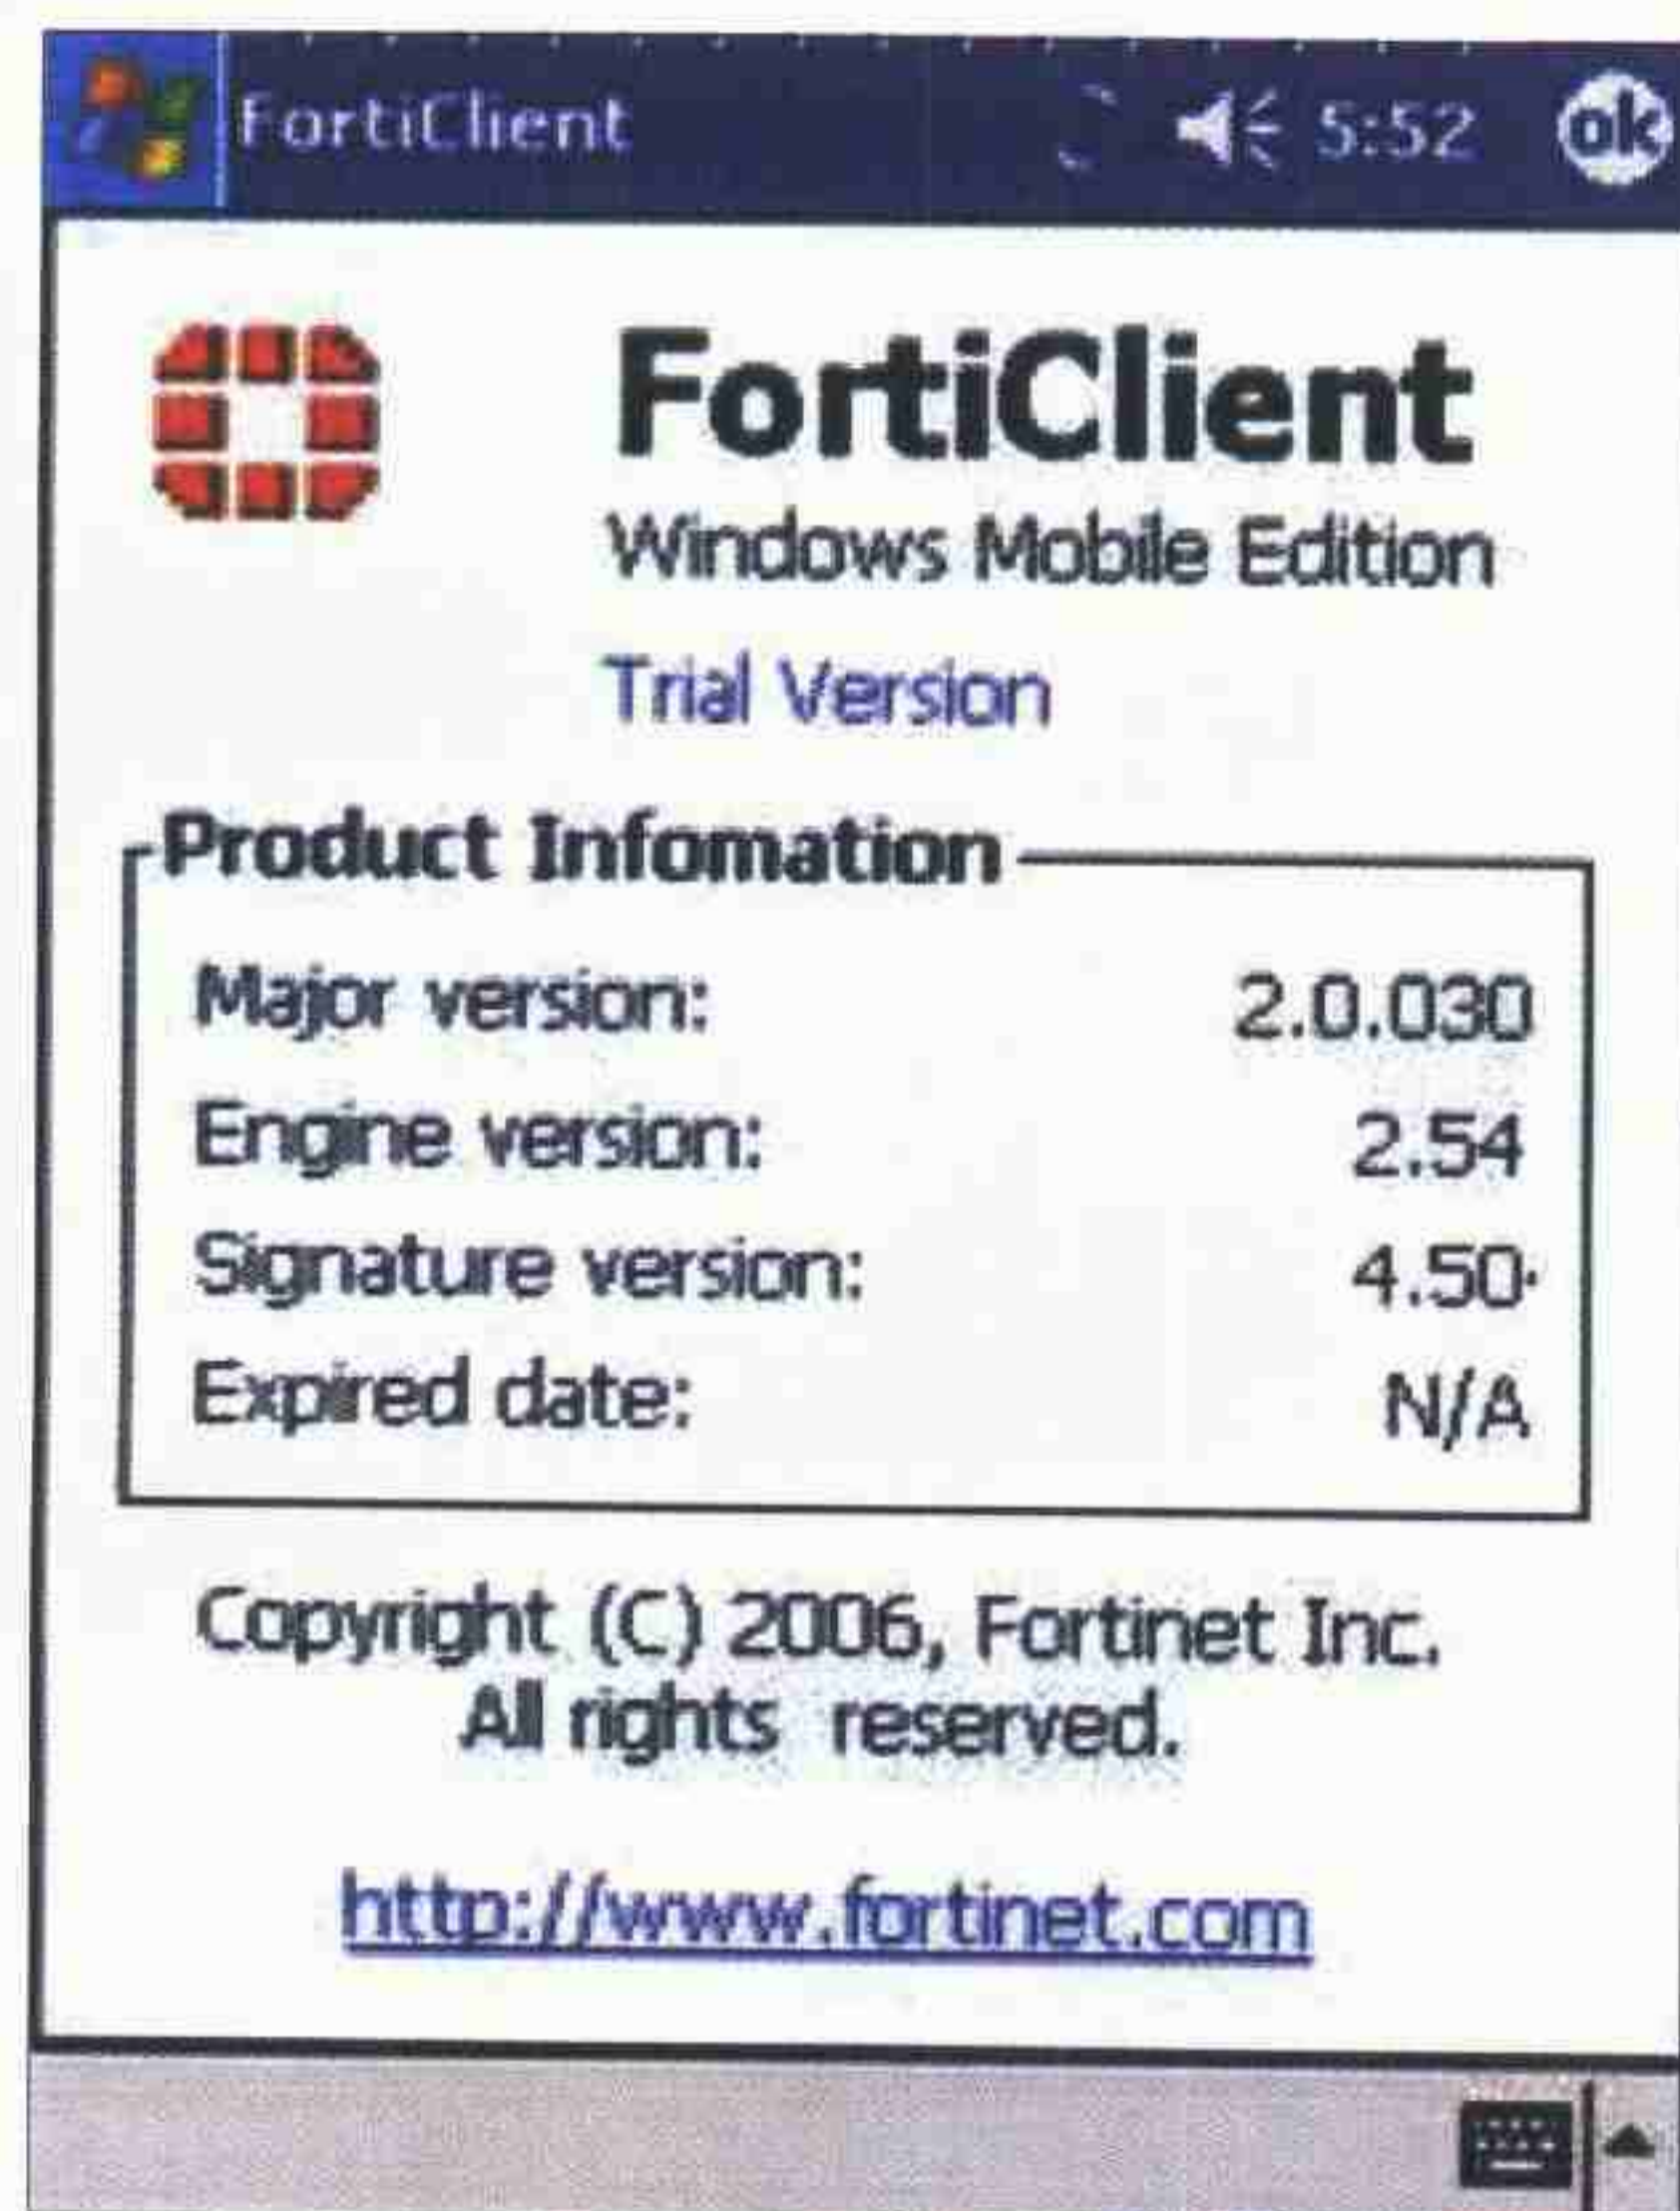 FortiClient 5:52 ok
FortiClient
Windows Mobile Edition
Trial Version
Product Infomation
Major version: 2.0.030
Engine version: 2.54
Signature version: 4.50
Expired date: N/A
Copyright (C) 2006, Fortinet Inc.
All rights reserved.
http://www.fortinet.com